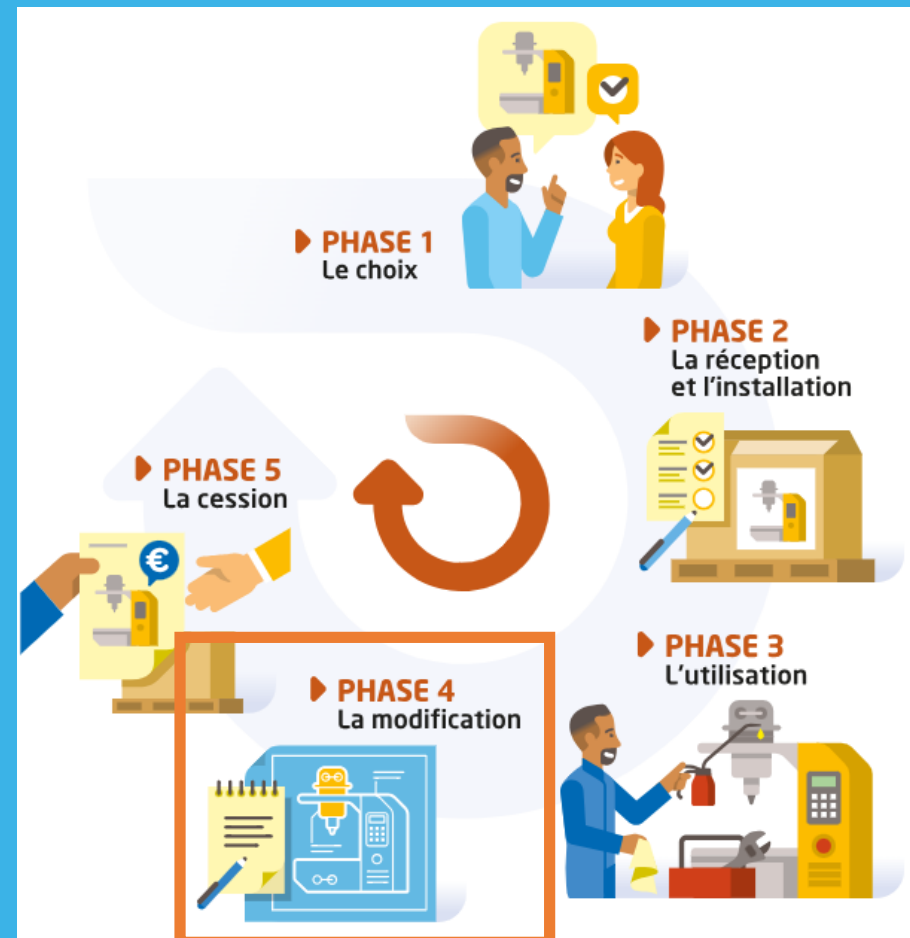 PHASE 1
Le choix
PHASE 2
La réception
et l'installation
PHASE 3
L'utilisation
PHASE 4
La modification
PHASE 5
La cession
€